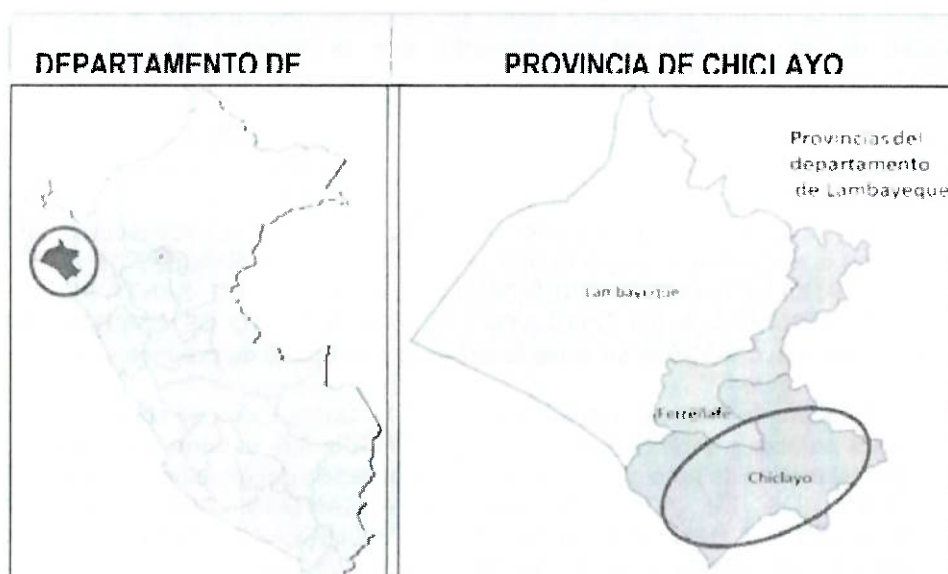 DEPARTAMENTO DE
PROVINCIA DE CHICLAYO
Provincias del
departamento
de Lambayeque
Lambayeque
Ferreñafe
Chiclayo